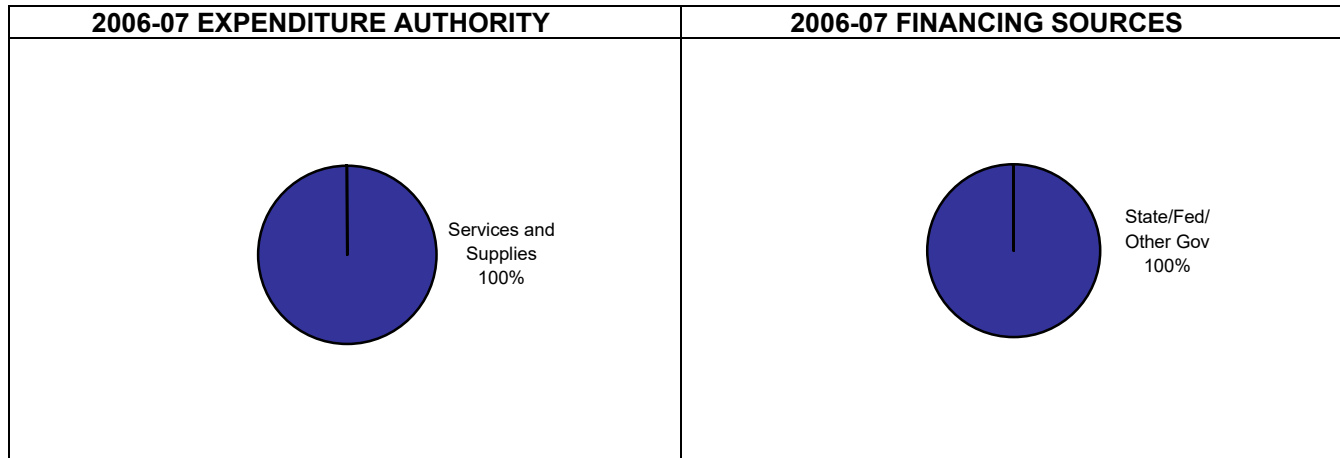 2006-07 EXPENDITURE AUTHORITY
2006-07 FINANCING SOURCES
Services and
Supplies
100%
State/Fed/
Other Gov
100%